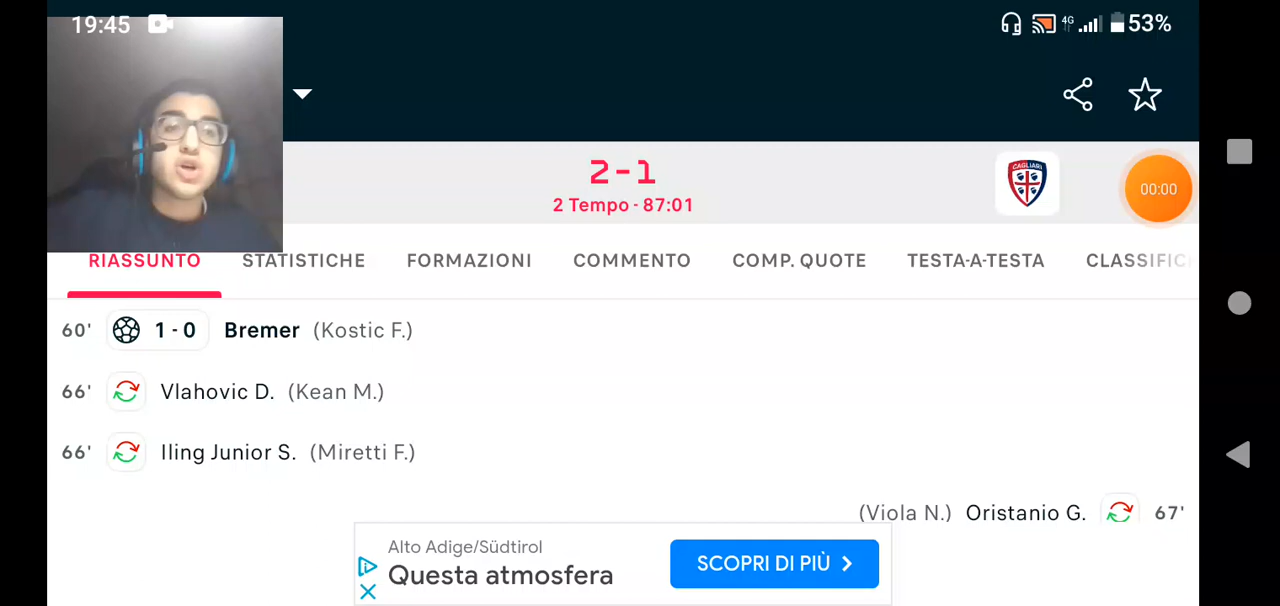 19:45 4G 53%
2-1
2 Tempo - 87:01
CAGLIARI
00:00
RIASSUNTO STATISTICHE FORMAZIONI COMMENTO COMP. QUOTE TESTA-A-TESTA CLASSIFIC
60' 1 - 0 Bremer (Kostic F.)
66' Vlahovic D. (Kean M.)
66' Iling Junior S. (Miretti F.)
(Viola N.) Oristanio G. 67'
Alto Adige/Südtirol
Questa atmosfera
SCOPRI DI PIÙ